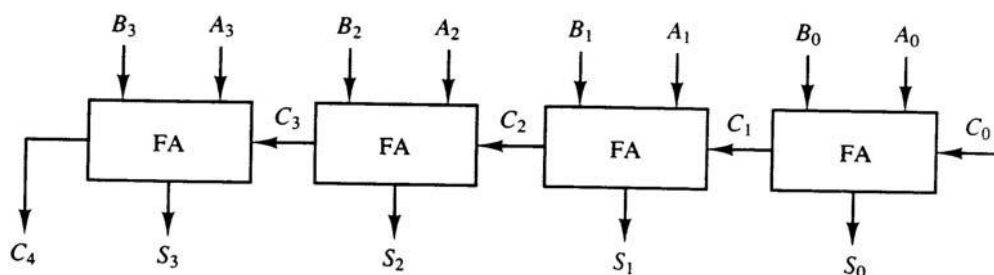 B₃ A₃ B₂ A₂ B₁ A₁ B₀ A₀
FA C₃ FA C₂ FA C₁ FA C₀
C₄ S₃ S₂ S₁ S₀